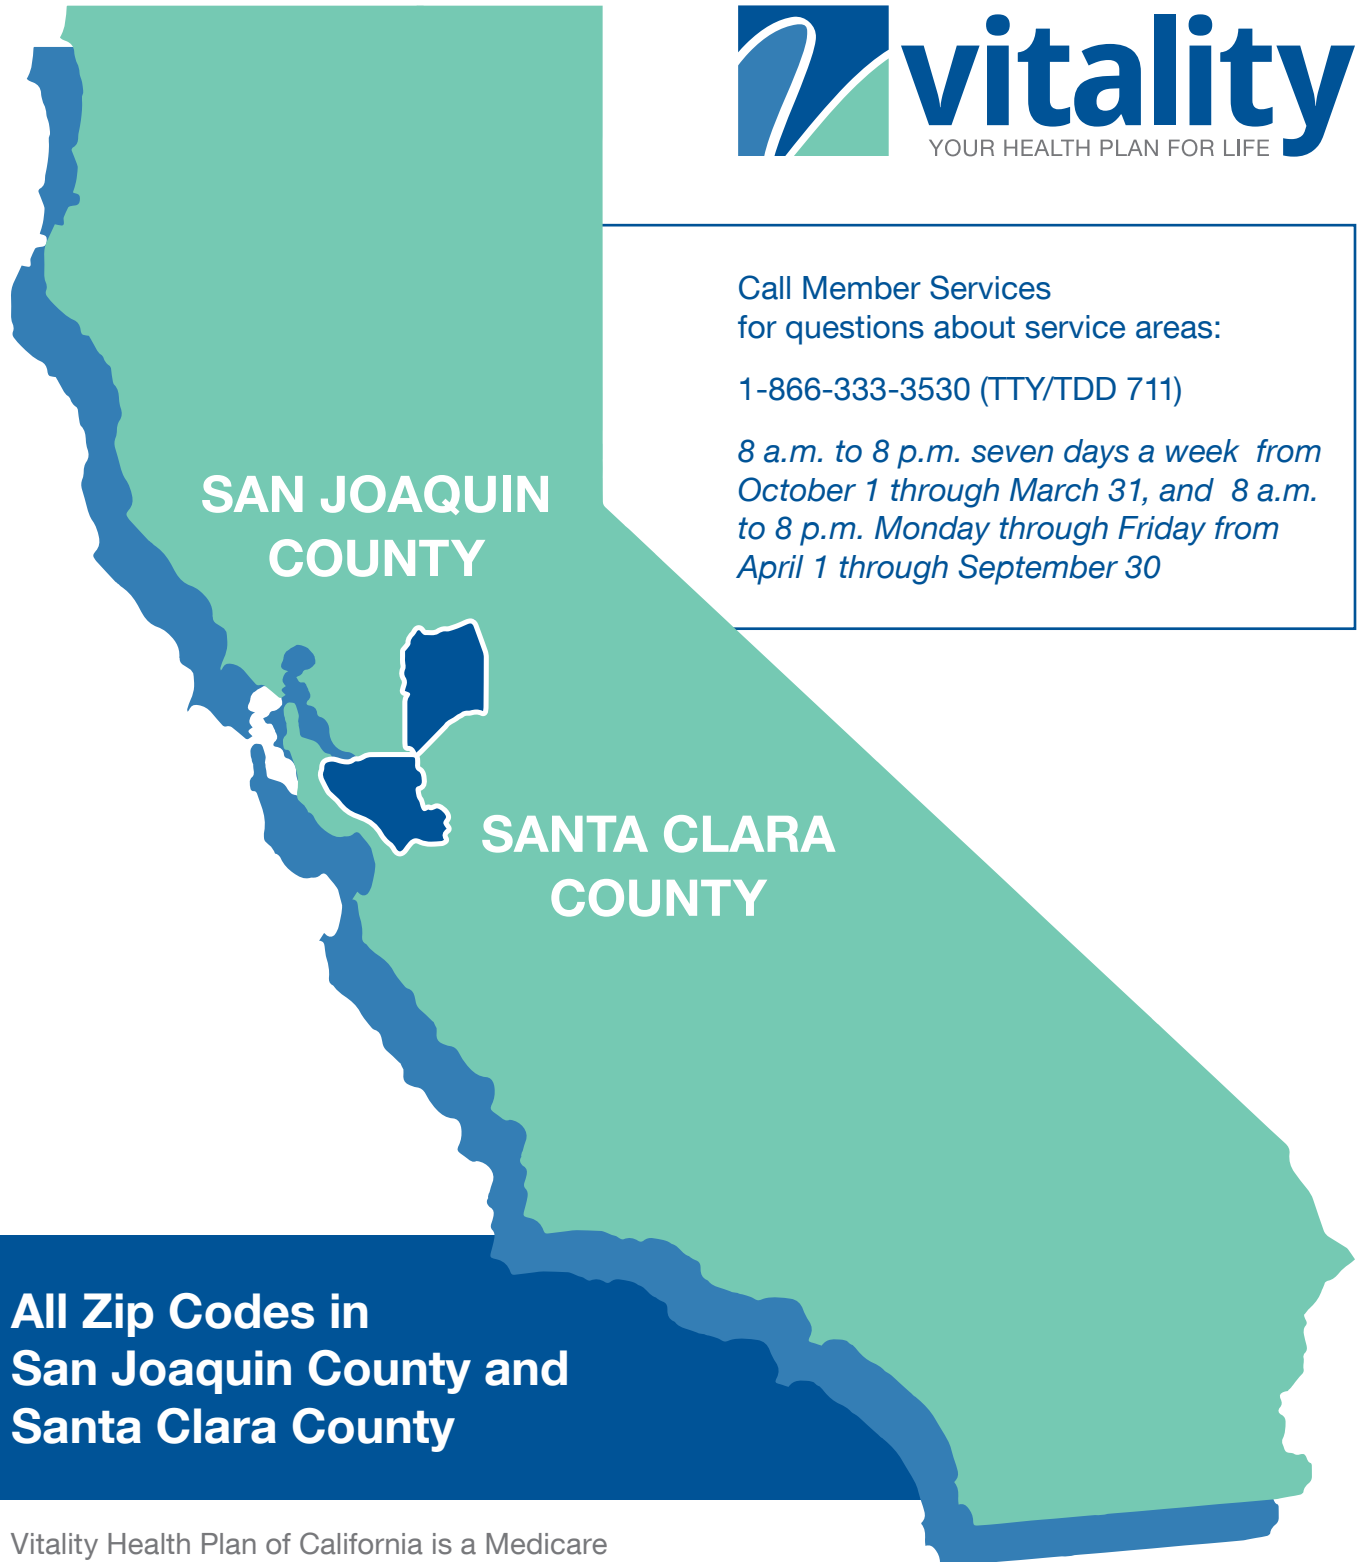 vitality
YOUR HEALTH PLAN FOR LIFE
Call Member Services
for questions about service areas:
1-866-333-3530 (TTY/TDD 711)
8 a.m. to 8 p.m. seven days a week from
October 1 through March 31, and 8 a.m.
to 8 p.m. Monday through Friday from
April 1 through September 30
SAN JOAQUIN
COUNTY
SANTA CLARA
COUNTY
All Zip Codes in
San Joaquin County and
Santa Clara County
Vitality Health Plan of California is a Medicare